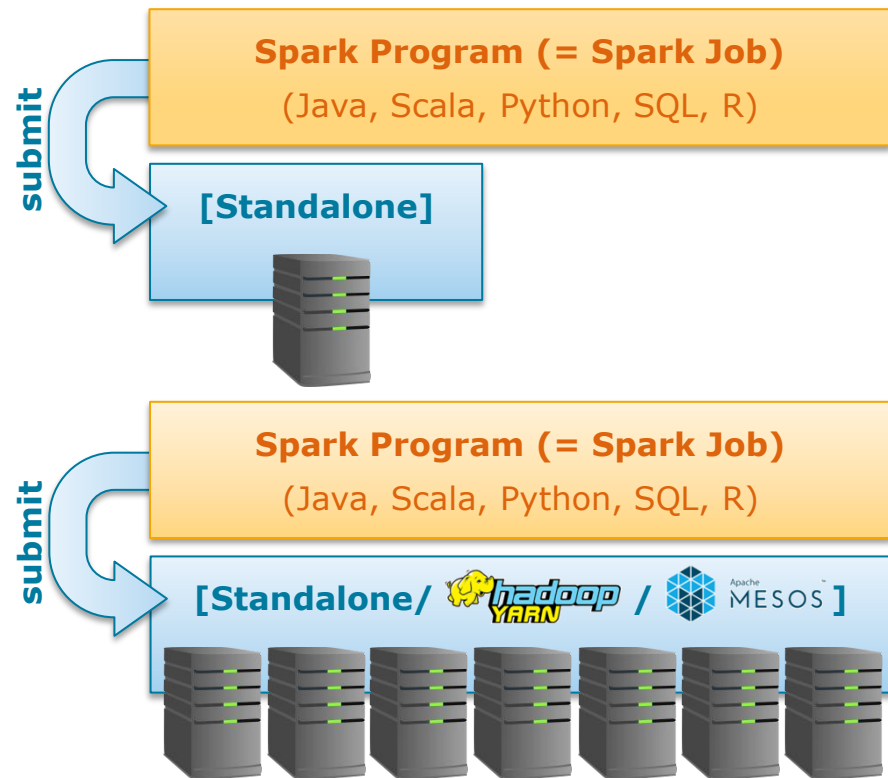 Spark Program (= Spark Job)
(Java, Scala, Python, SQL, R)
submit
[Standalone]
Spark Program (= Spark Job)
(Java, Scala, Python, SQL, R)
submit
[Standalone/ hadoop YARN / Apache MESOS™ ]